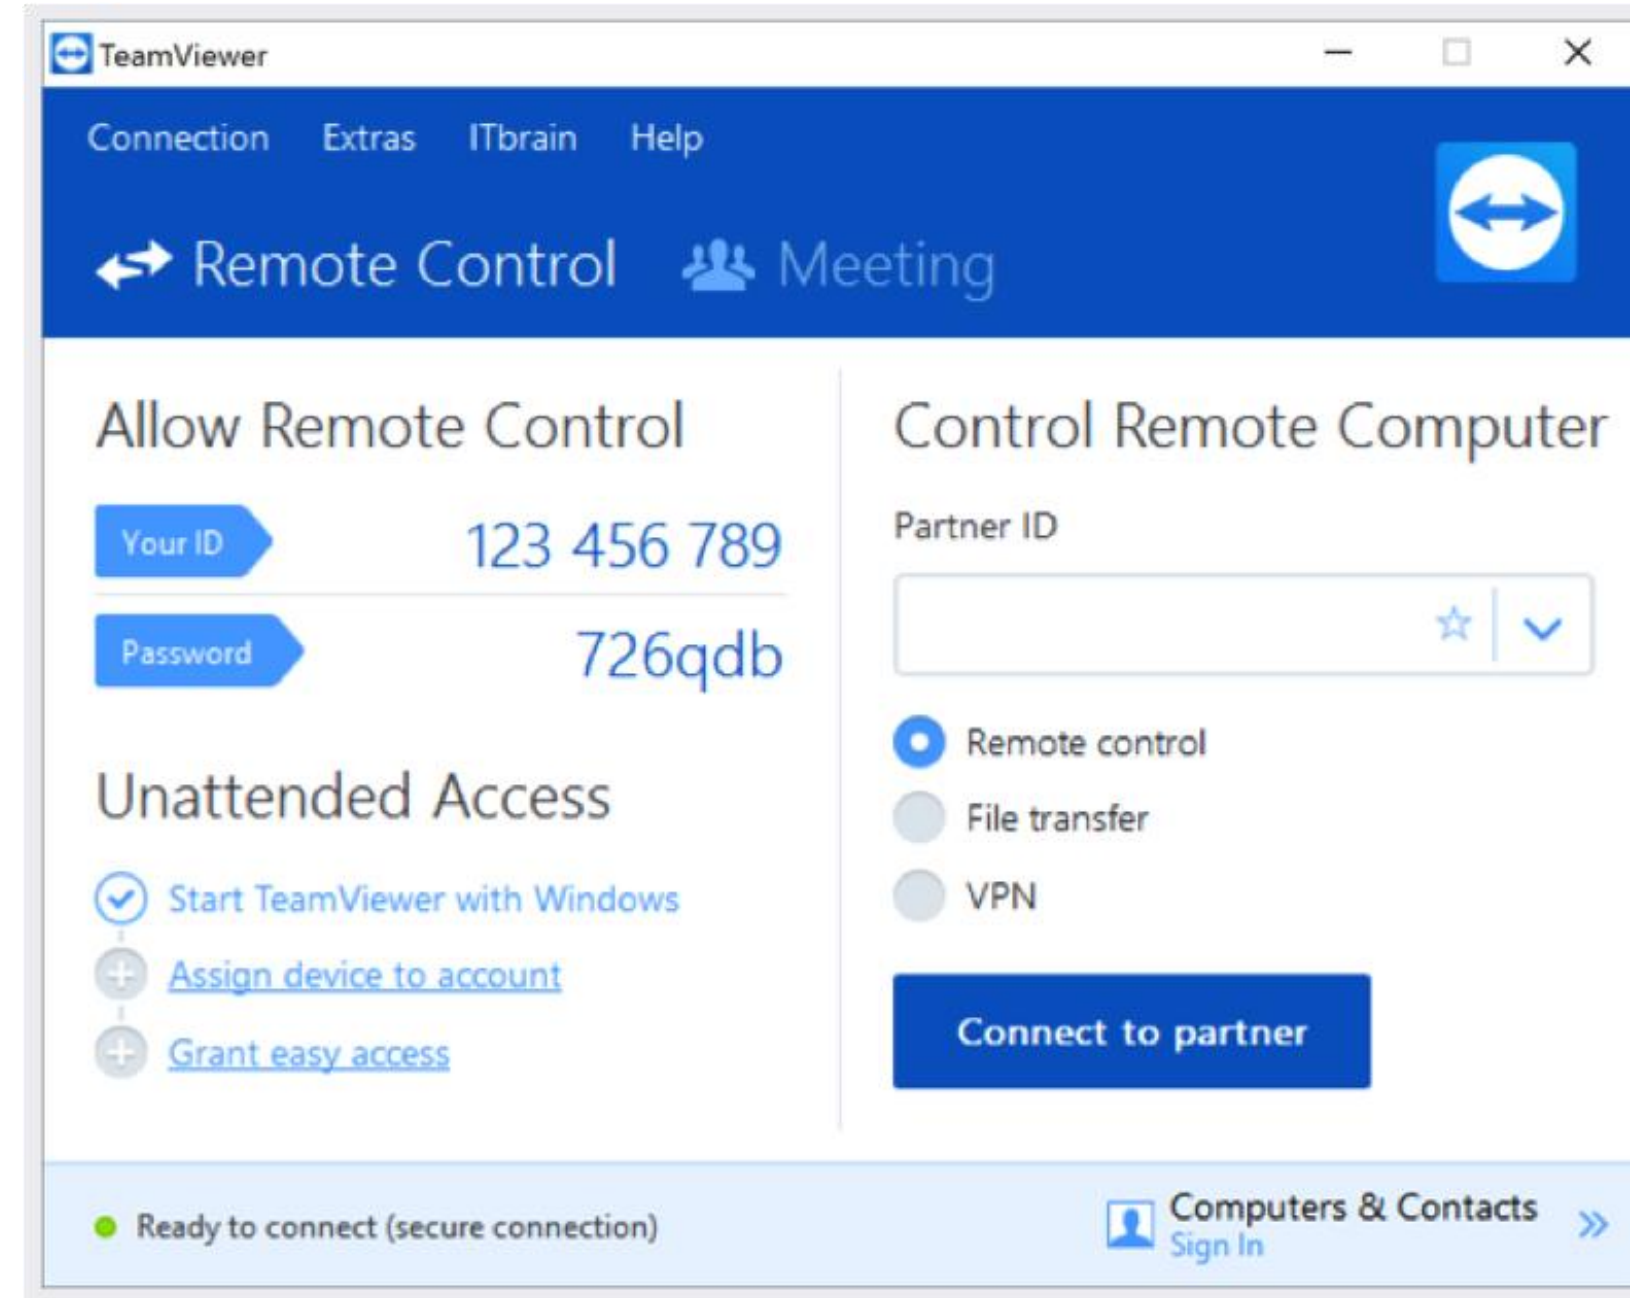 TeamViewer
Connection Extras ITbrain Help
Remote Control Meeting
Allow Remote Control
Your ID 123 456 789
Password 726qdb
Unattended Access
Start TeamViewer with Windows
Assign device to account
Grant easy access
Control Remote Computer
Partner ID
Remote control
File transfer
VPN
Connect to partner
Ready to connect (secure connection)
Computers & Contacts
Sign In